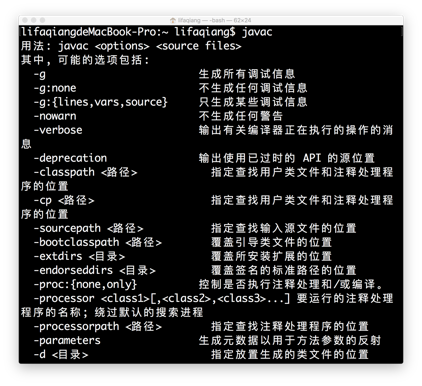 lifaqiang — -bash — 62×24
lifaqiangdeMacBook-Pro:~ lifaqiang$ javac
用法: javac <options> <source files>
其中, 可能的选项包括:
-g 生成所有调试信息
-g:none 不生成任何调试信息
-g:{lines,vars,source} 只生成某些调试信息
-nowarn 不生成任何警告
-verbose 输出有关编译器正在执行的操作的消
息
-deprecation 输出使用已过时的 API 的源位置
-classpath <路径> 指定查找用户类文件和注释处理程
序的位置
-cp <路径> 指定查找用户类文件和注释处理程
序的位置
-sourcepath <路径> 指定查找输入源文件的位置
-bootclasspath <路径> 覆盖引导类文件的位置
-extdirs <目录> 覆盖所安装扩展的位置
-endorseddirs <目录> 覆盖签名的标准路径的位置
-proc:{none,only} 控制是否执行注释处理和/或编译。
-processor <class1>[,<class2>,<class3>...] 要运行的注释处理
程序的名称; 绕过默认的搜索进程
-processorpath <路径> 指定查找注释处理程序的位置
-parameters 生成元数据以用于方法参数的反射
-d <目录> 指定放置生成的类文件的位置